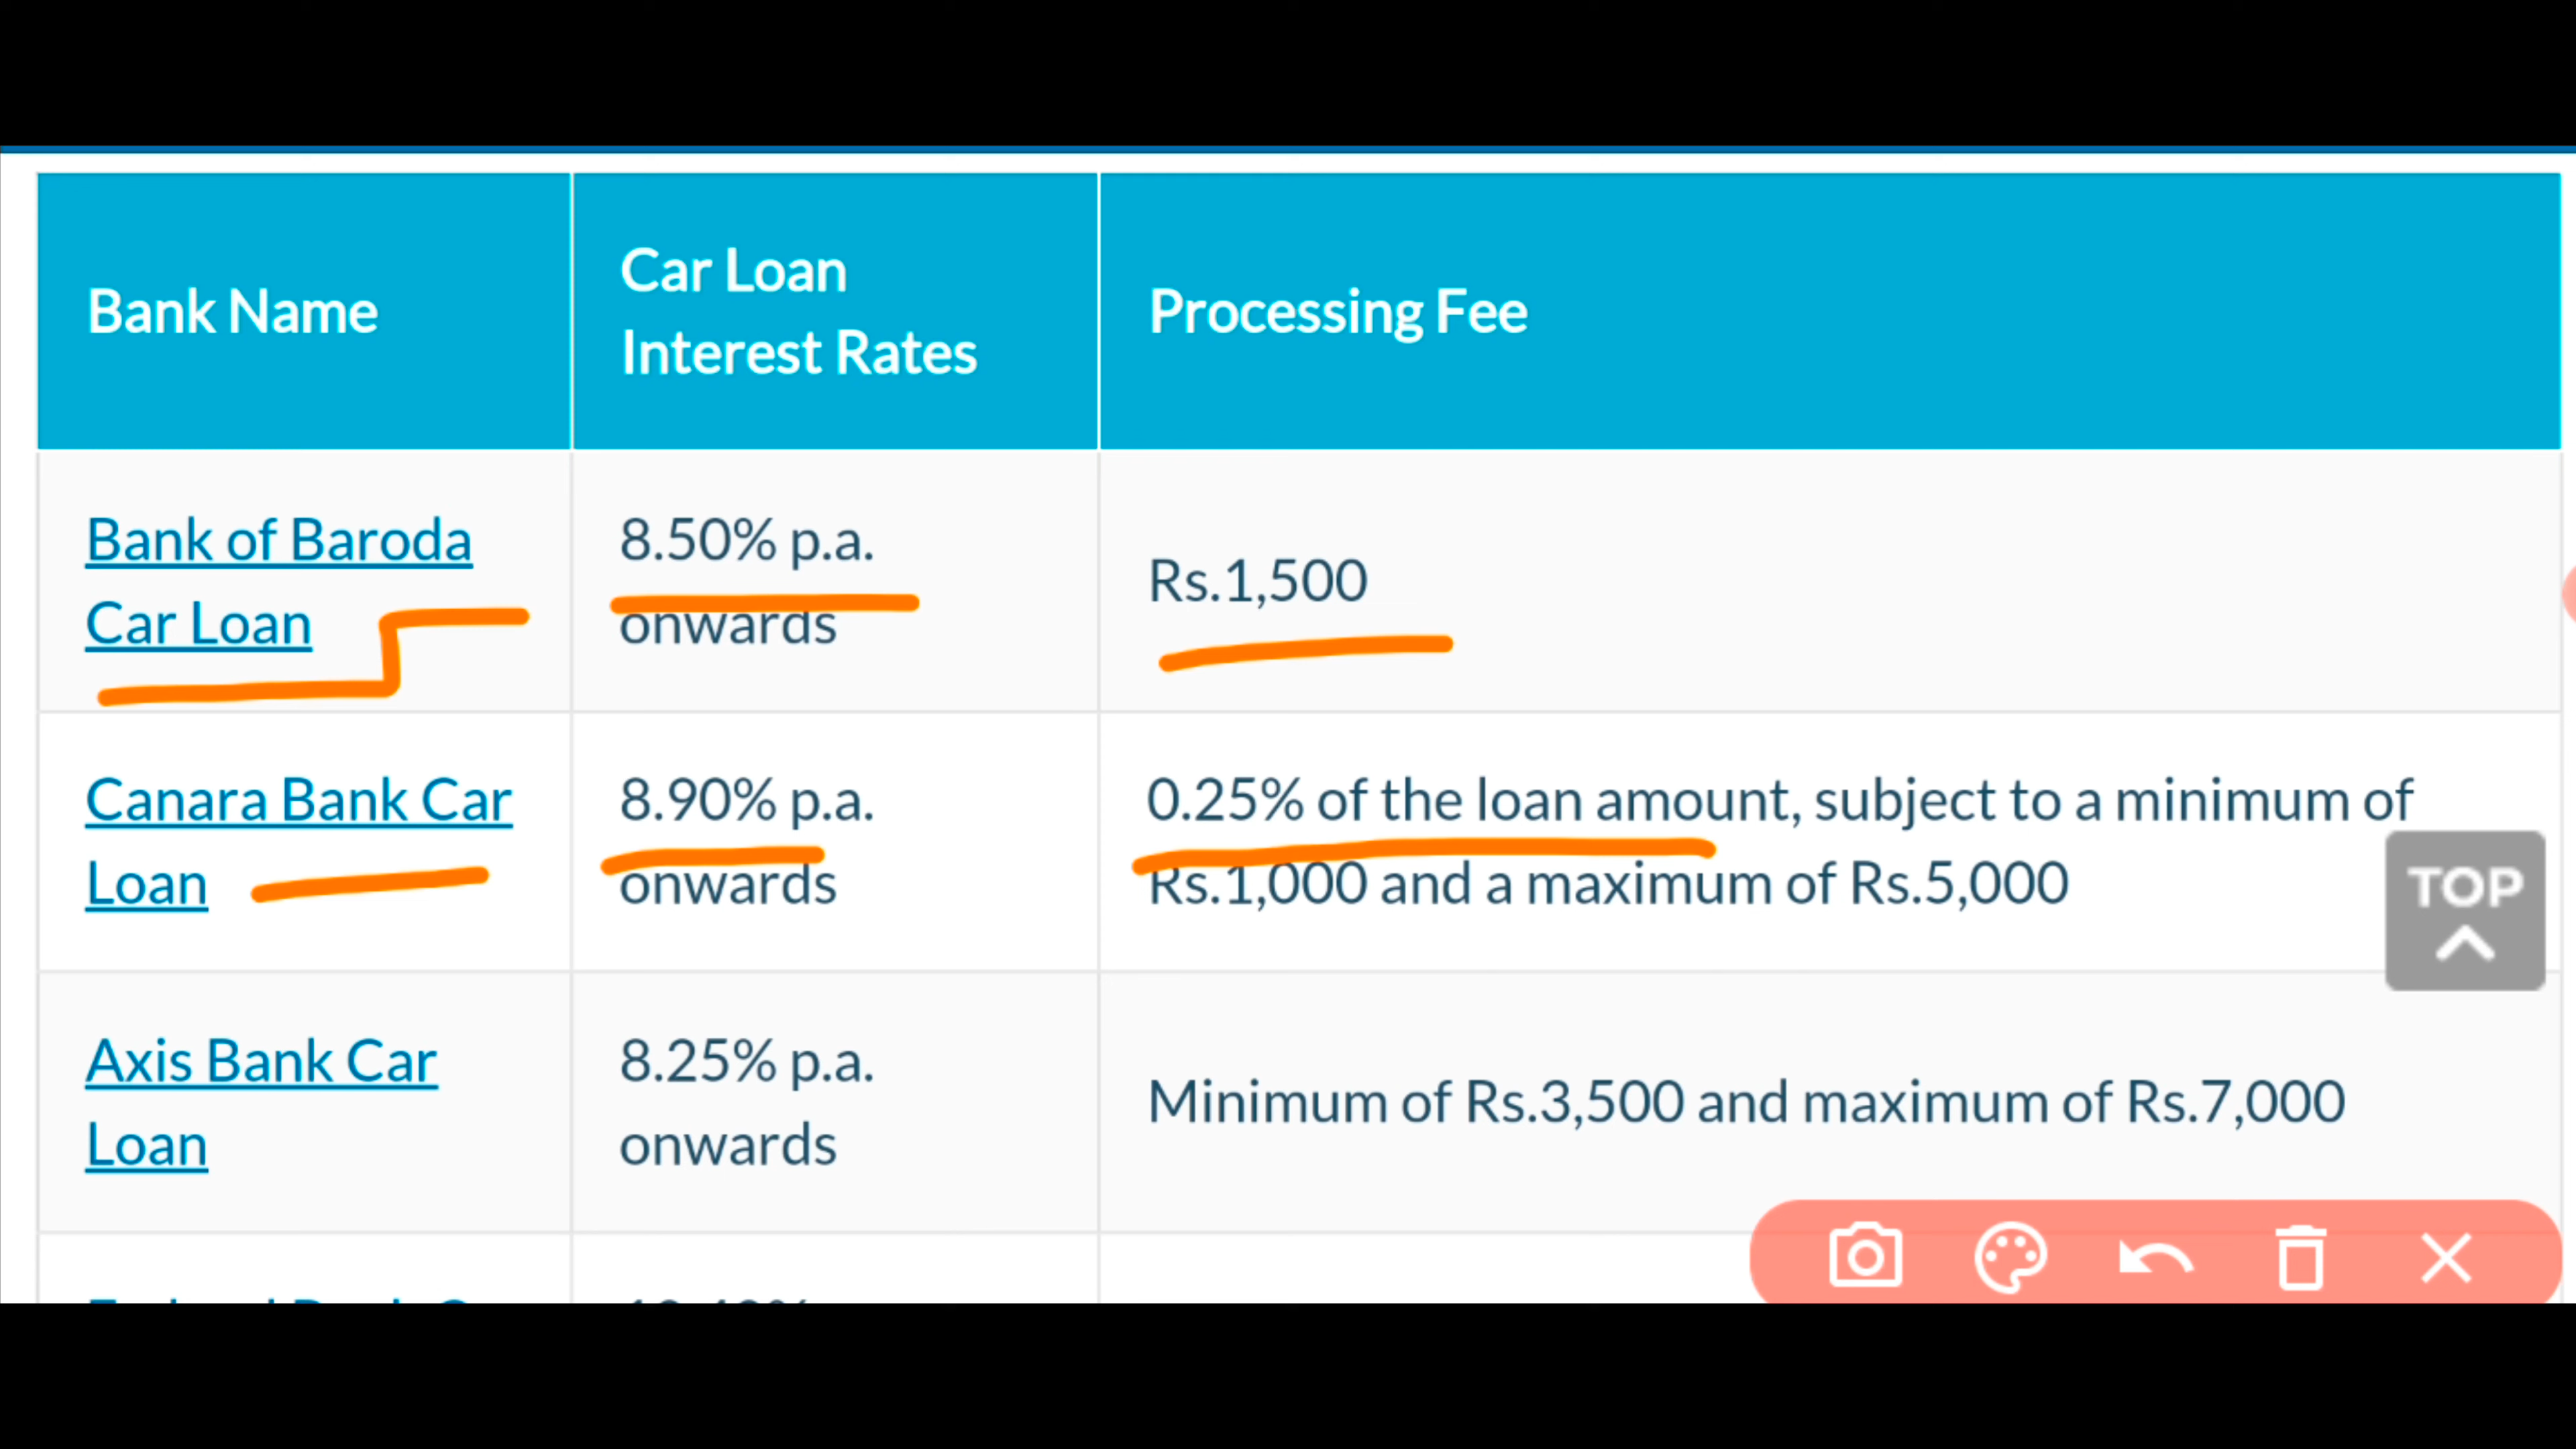 Bank Name
Car Loan
Interest Rates
Processing Fee
Bank of Baroda
Car Loan
8.50% p.a.
onwards
Rs.1,500
Canara Bank Car
Loan
8.90% p.a.
onwards
0.25% of the loan amount, subject to a minimum of
Rs.1,000 and a maximum of Rs.5,000
TOP
Axis Bank Car
Loan
8.25% p.a.
onwards
Minimum of Rs.3,500 and maximum of Rs.7,000